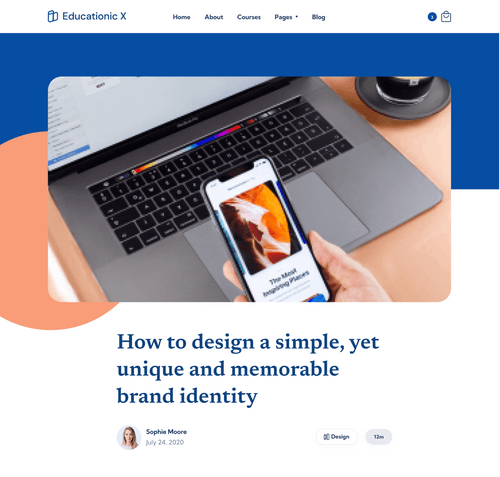 Educationic X
Home
About
Courses
Pages
Blog
The Most
Inspiring Places
How to design a simple, yet
unique and memorable
brand identity
Sophie Moore
July 24, 2020
Design
12m